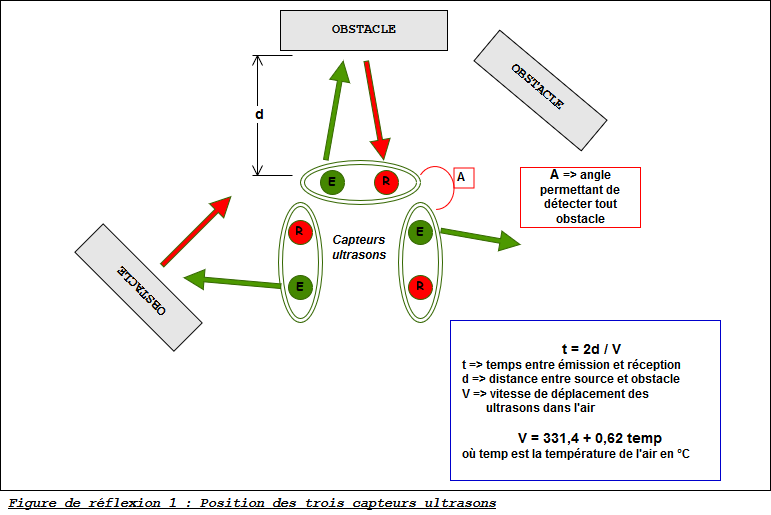 OBSTACLE
OBSTACLE
d
A
A => angle
permettant de
détecter tout
obstacle
E
R
R
E
Capteurs
ultrasons
E
R
OBSTACLE
t = 2d / V
t => temps entre émission et réception
d => distance entre source et obstacle
V => vitesse de déplacement des
ultrasons dans l'air
V = 331,4 + 0,62 temp
où temp est la température de l'air en °C
Figure de réflexion 1 : Position des trois capteurs ultrasons